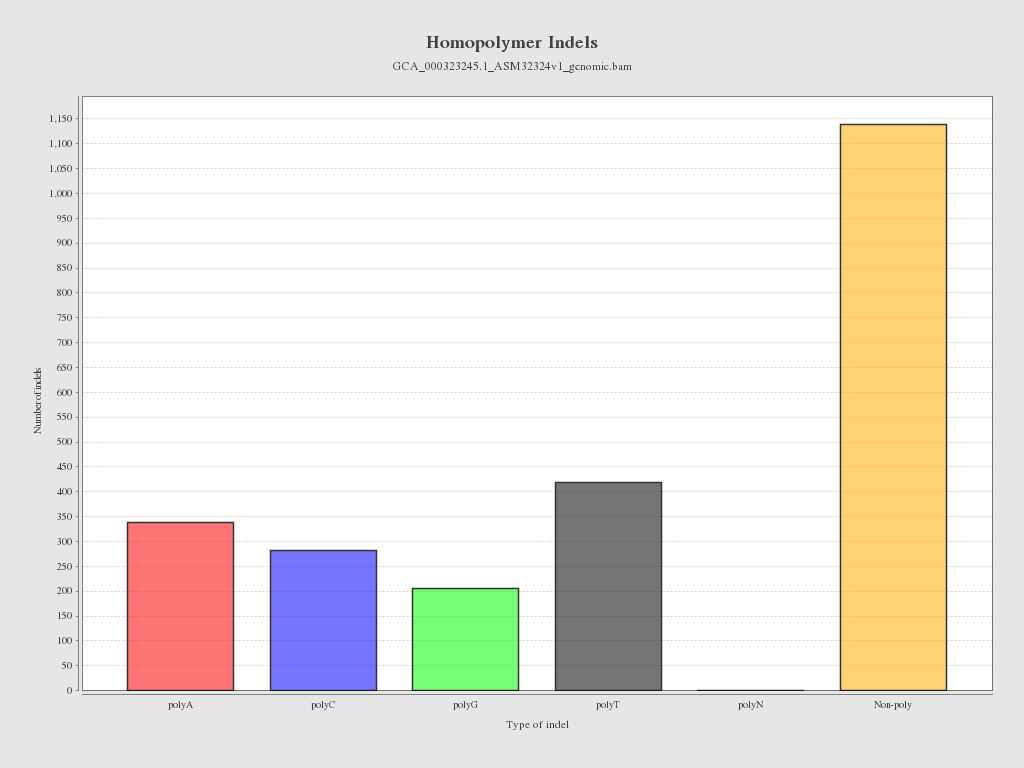 Homopolymer Indels
GCA_000323245.1_ASM32324v1_genomic.bam
1,150
1,100
1,050
1,000
950
900
850
800
750
700
650
600
550
500
450
400
350
300
250
200
150
100
50
0
Number of indels
polyA
polyC
polyG
polyT
polyN
Non-poly
Type of indel